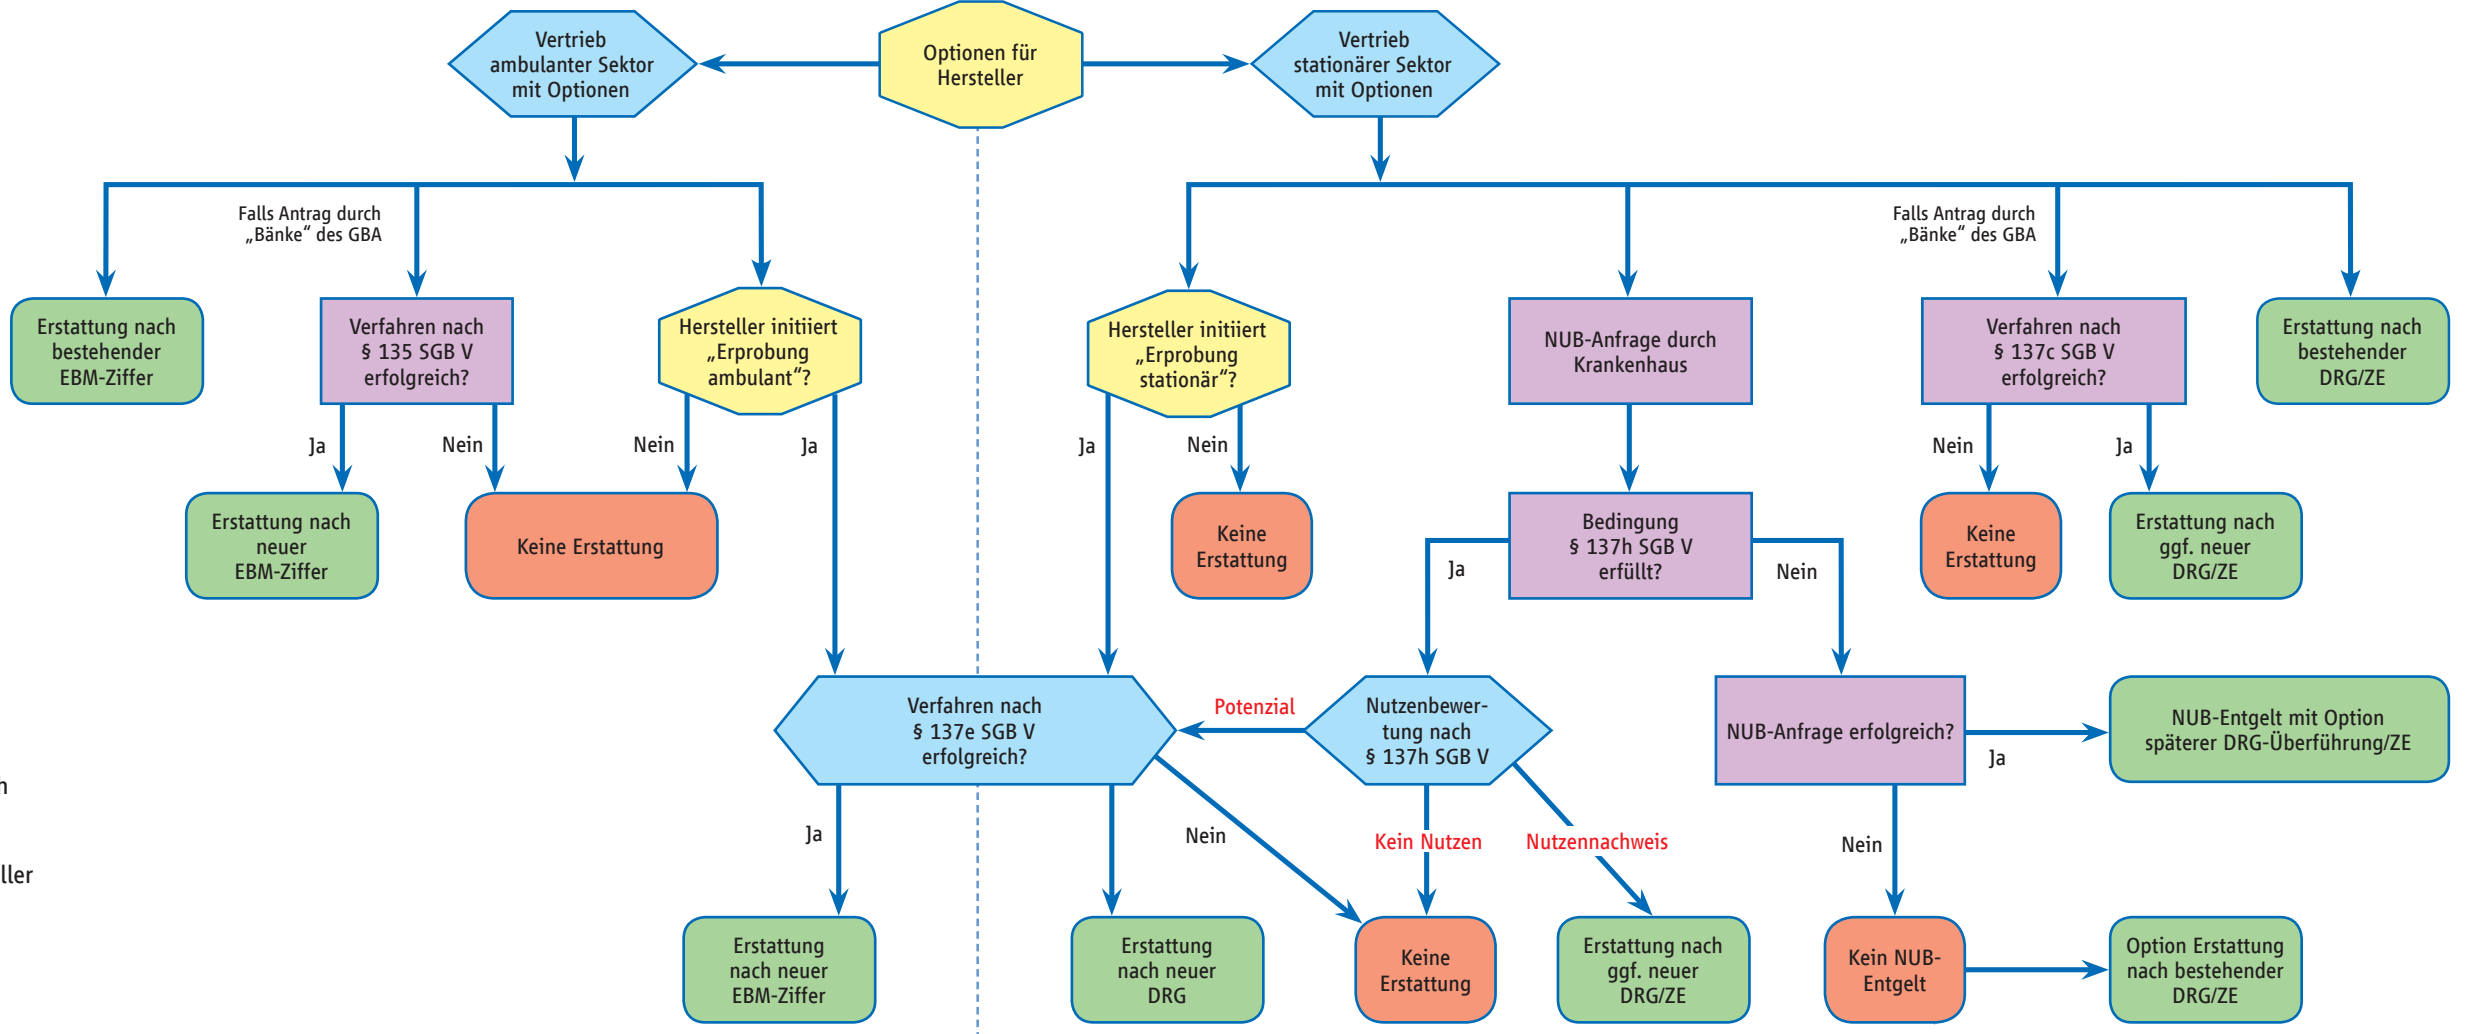 Vertrieb
ambulanter Sektor
mit Optionen
Optionen für
Hersteller
Vertrieb
stationärer Sektor
mit Optionen
Falls Antrag durch
„Bänke“ des GBA
Falls Antrag durch
„Bänke“ des GBA
Erstattung nach
bestehender
EBM-Ziffer
Verfahren nach
§ 135 SGB V
erfolgreich?
Hersteller initiiert
„Erprobung
ambulant“?
Hersteller initiiert
„Erprobung
stationär“?
NUB-Anfrage durch
Krankenhaus
Verfahren nach
§ 137c SGB V
erfolgreich?
Erstattung nach
bestehender
DRG/ZE
Ja
Nein
Nein
Ja
Ja
Nein
Nein
Ja
Erstattung nach
neuer
EBM-Ziffer
Keine Erstattung
Keine
Erstattung
Bedingung
§ 137h SGB V
erfüllt?
Keine
Erstattung
Erstattung nach
ggf. neuer
DRG/ZE
Ja
Nein
Verfahren nach
§ 137e SGB V
erfolgreich?
Potenzial
Nutzenbewer-
tung nach
§ 137h SGB V
NUB-Anfrage erfolgreich?
Ja
NUB-Entgelt mit Option
späterer DRG-Überführung/ZE
h
ller
Ja
Nein
Kein Nutzen
Nutzennachweis
Nein
Erstattung
nach neuer
EBM-Ziffer
Erstattung
nach neuer
DRG
Keine
Erstattung
Erstattung nach
ggf. neuer
DRG/ZE
Kein NUB-
Entgelt
Option Erstattung
nach bestehender
DRG/ZE